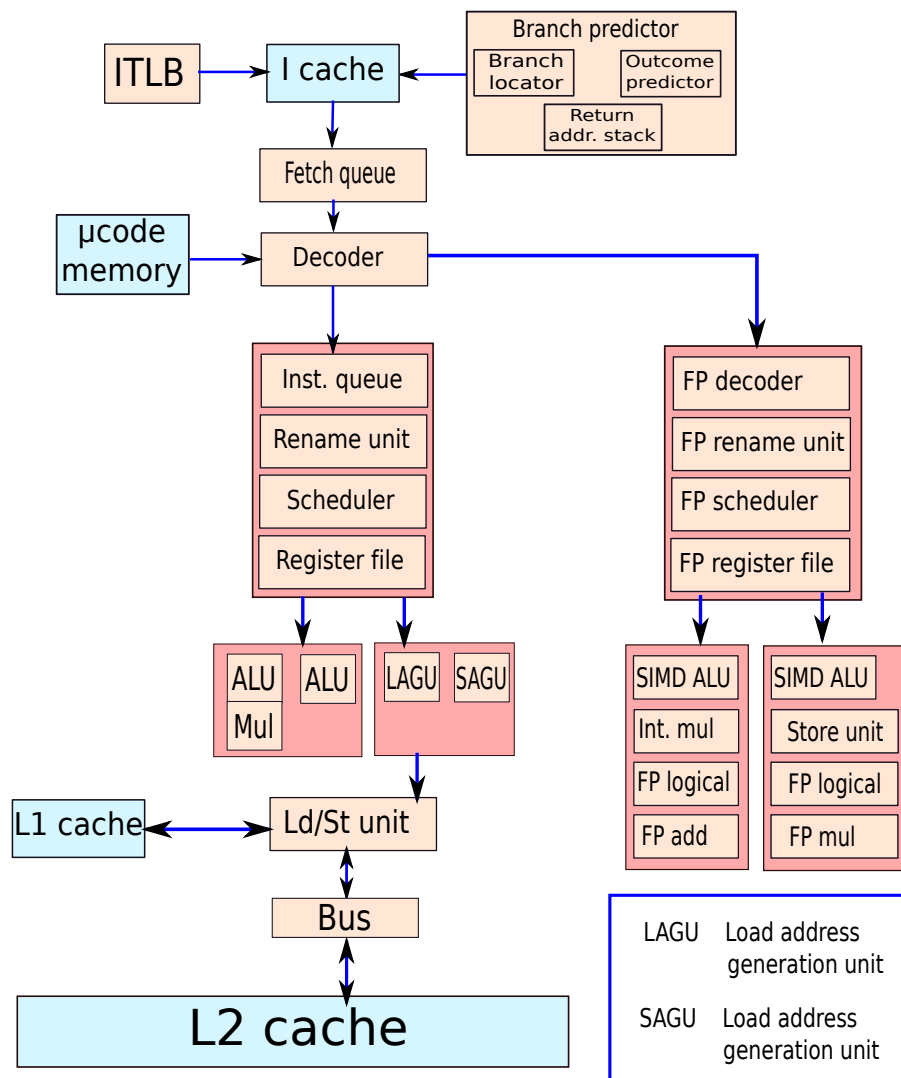 Branch predictor
ITLB
I cache
Branch
locator
Outcome
predictor
Return
addr. stack
Fetch queue
µcode
memory
Decoder
Inst. queue
Rename unit
Scheduler
Register file
FP decoder
FP rename unit
FP scheduler
FP register file
ALU
Mul
ALU
LAGU
SAGU
SIMD ALU
Int. mul
FP logical
FP add
SIMD ALU
Store unit
FP logical
FP mul
L1 cache
Ld/St unit
Bus
L2 cache
LAGU Load address
generation unit
SAGU Load address
generation unit